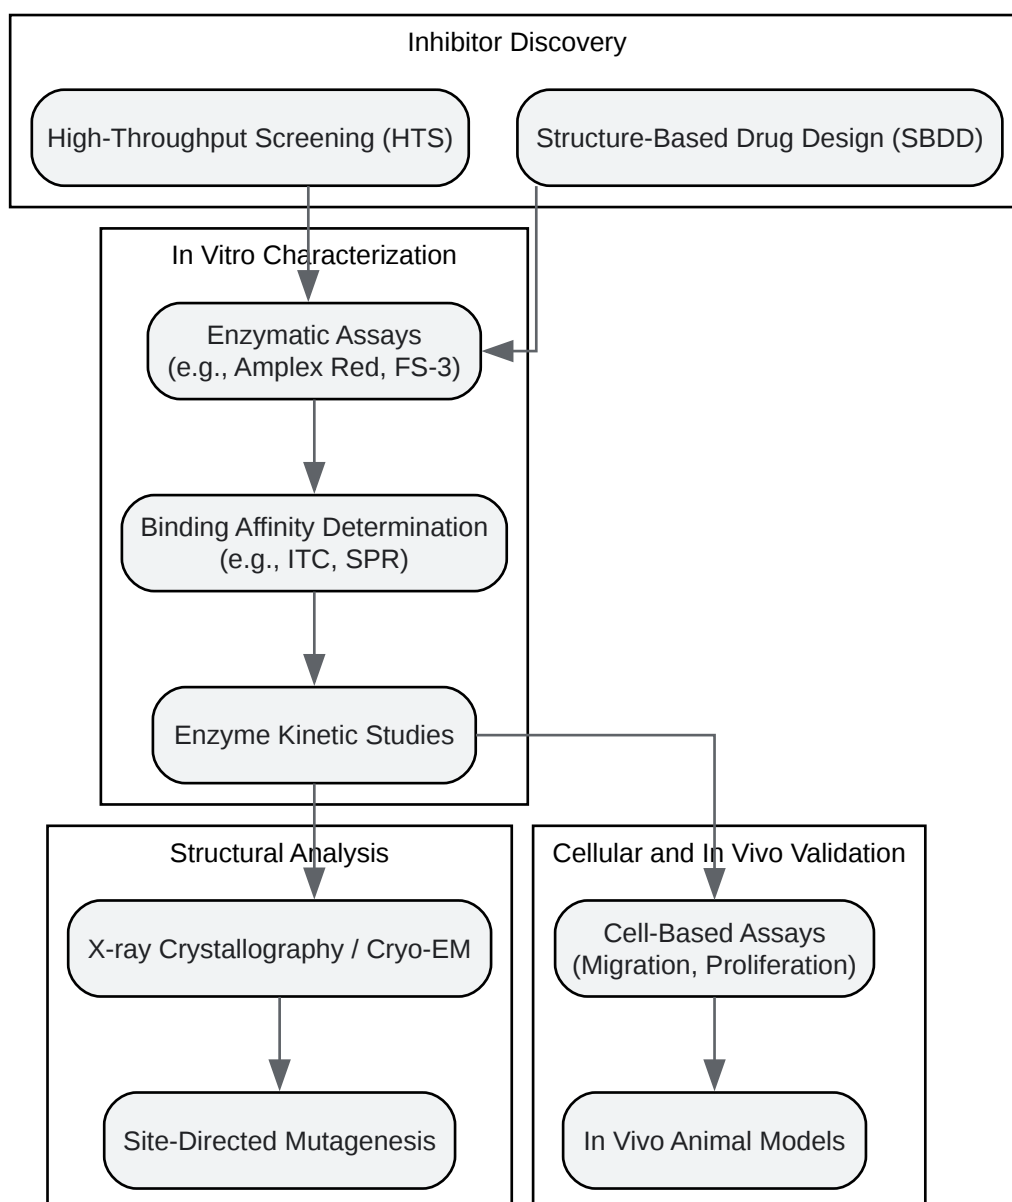 Inhibitor Discovery
High-Throughput Screening (HTS)
Structure-Based Drug Design (SBDD)
In Vitro Characterization
Enzymatic Assays
(e.g., Amplex Red, FS-3)
Binding Affinity Determination
(e.g., ITC, SPR)
Enzyme Kinetic Studies
Structural Analysis
X-ray Crystallography / Cryo-EM
Site-Directed Mutagenesis
Cellular and In Vivo Validation
Cell-Based Assays
(Migration, Proliferation)
In Vivo Animal Models